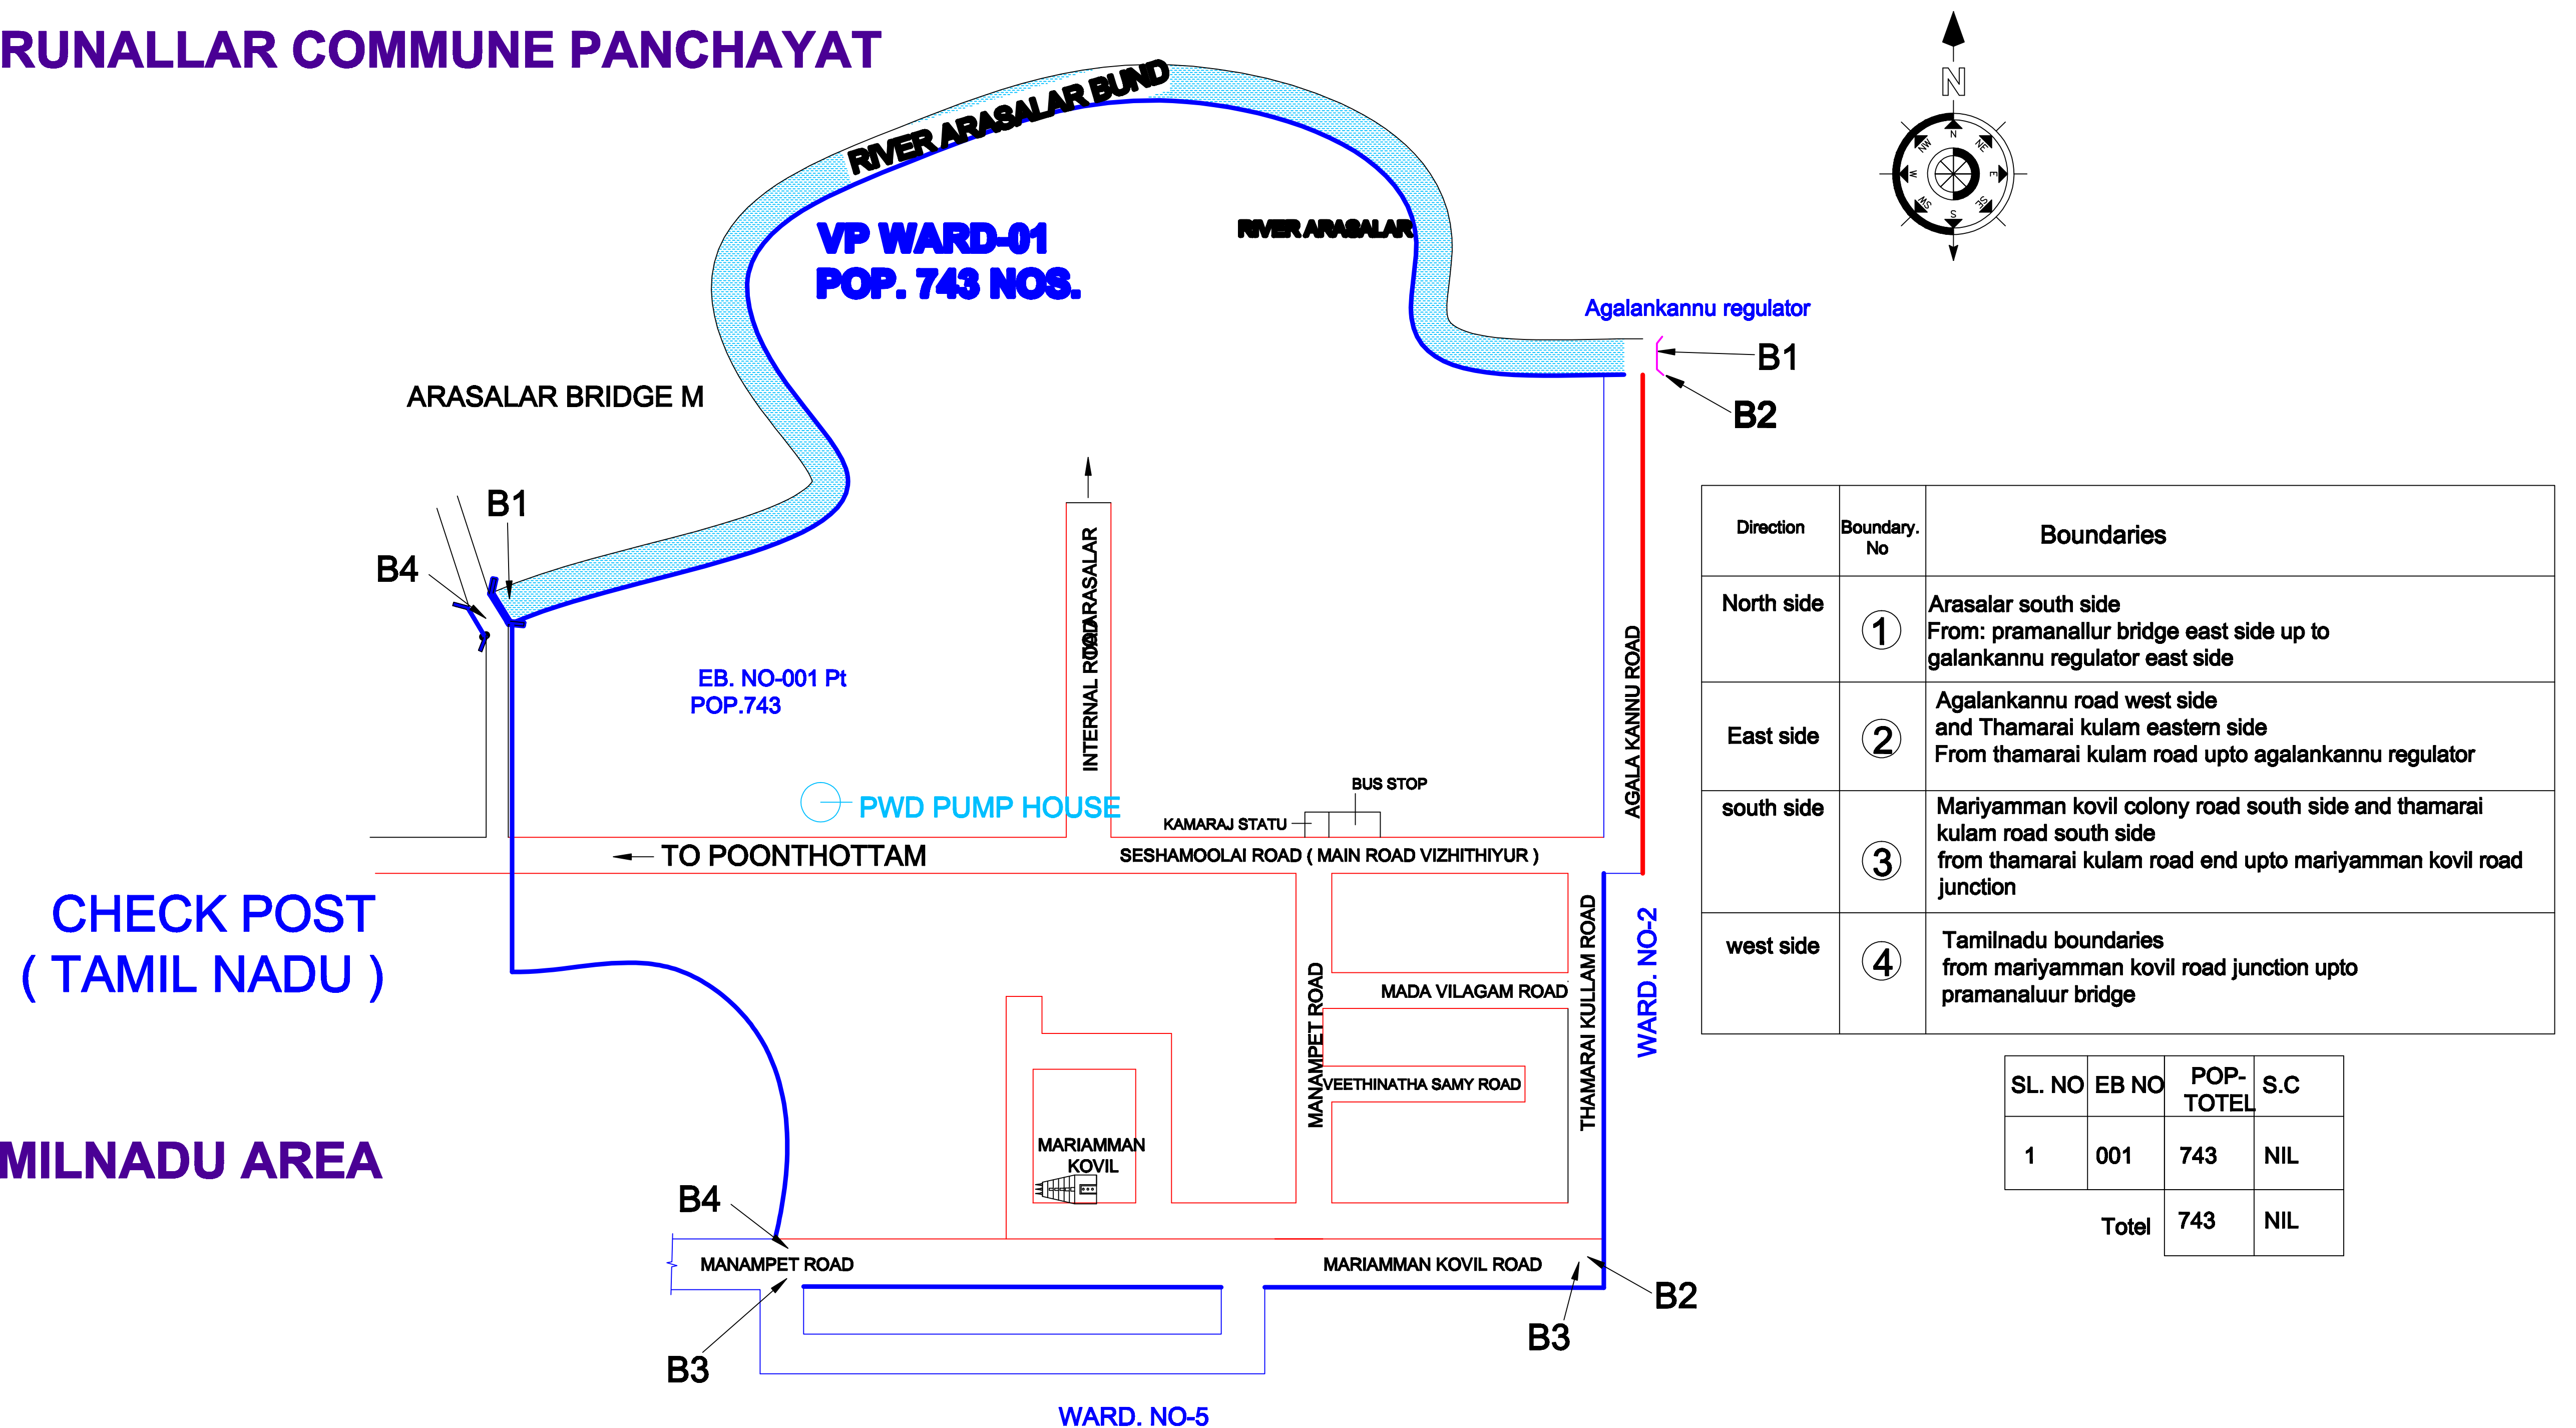 RUNALLAR COMMUNE PANCHAYAT
RIVER ARASALAR BUND
N
N
NE
E
SE
S
SW
W
NW
VP WARD-01
POP. 743 NOS.
RIVER ARASALAR
Agalankannu regulator
B1
B2
ARASALAR BRIDGE M
B1
B4
INTERNAL ROAD
TO ARASALAR
AGALA KANNU ROAD
EB. NO-001 Pt
POP.743
PWD PUMP HOUSE
BUS STOP
KAMARAJ STATU
TO POONTHOTTAM
SESHAMOOLAI ROAD ( MAIN ROAD VIZHITHIYUR )
CHECK POST
( TAMIL NADU )
MANAMPET ROAD
MADA VILAGAM ROAD
VEETHINATHA SAMY ROAD
THAMARAI KULLAM ROAD
WARD. NO-2
MARIAMMAN
KOVIL
MILNADU AREA
B4
MANAMPET ROAD
MARIAMMAN KOVIL ROAD
B2
B3
B3
WARD. NO-5
Direction
Boundary.
No
Boundaries
North side
1
Arasalar south side
From: pramanallur bridge east side up to
galankannu regulator east side
East side
2
Agalankannu road west side
and Thamarai kulam eastern side
From thamarai kulam road upto agalankannu regulator
south side
3
Mariyamman kovil colony road south side and thamarai
kulam road south side
from thamarai kulam road end upto mariyamman kovil road
junction
west side
4
Tamilnadu boundaries
from mariyamman kovil road junction upto
pramanaluur bridge
SL. NO EB NO POP- S.C
TOTEL
1 001 743 NIL
Totel 743 NIL